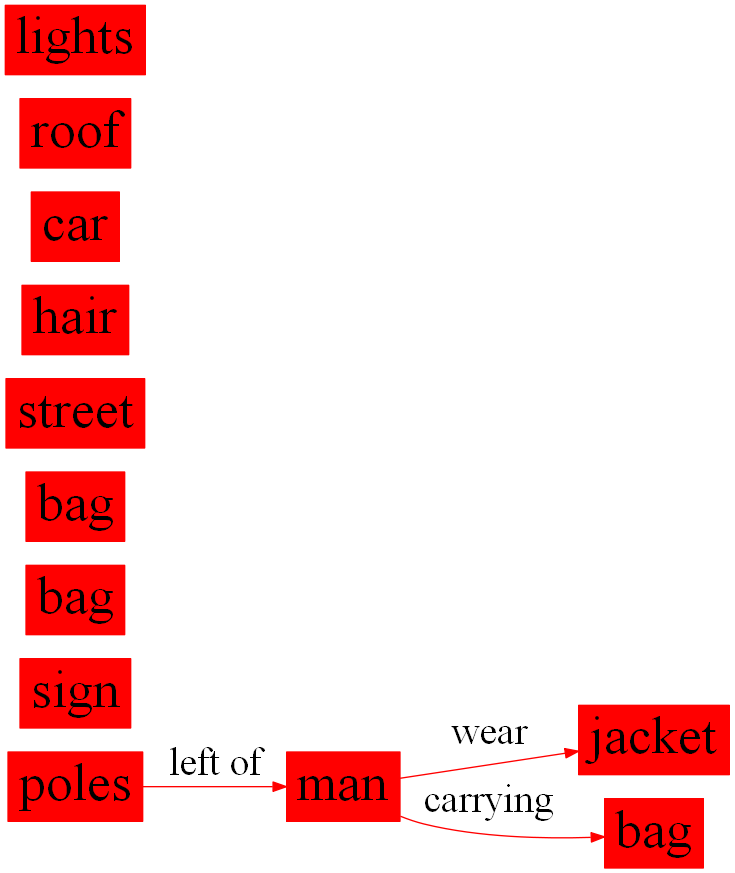 lights
roof
car
hair
street
bag
bag
sign
poles
left of
man
wear
carrying
jacket
bag